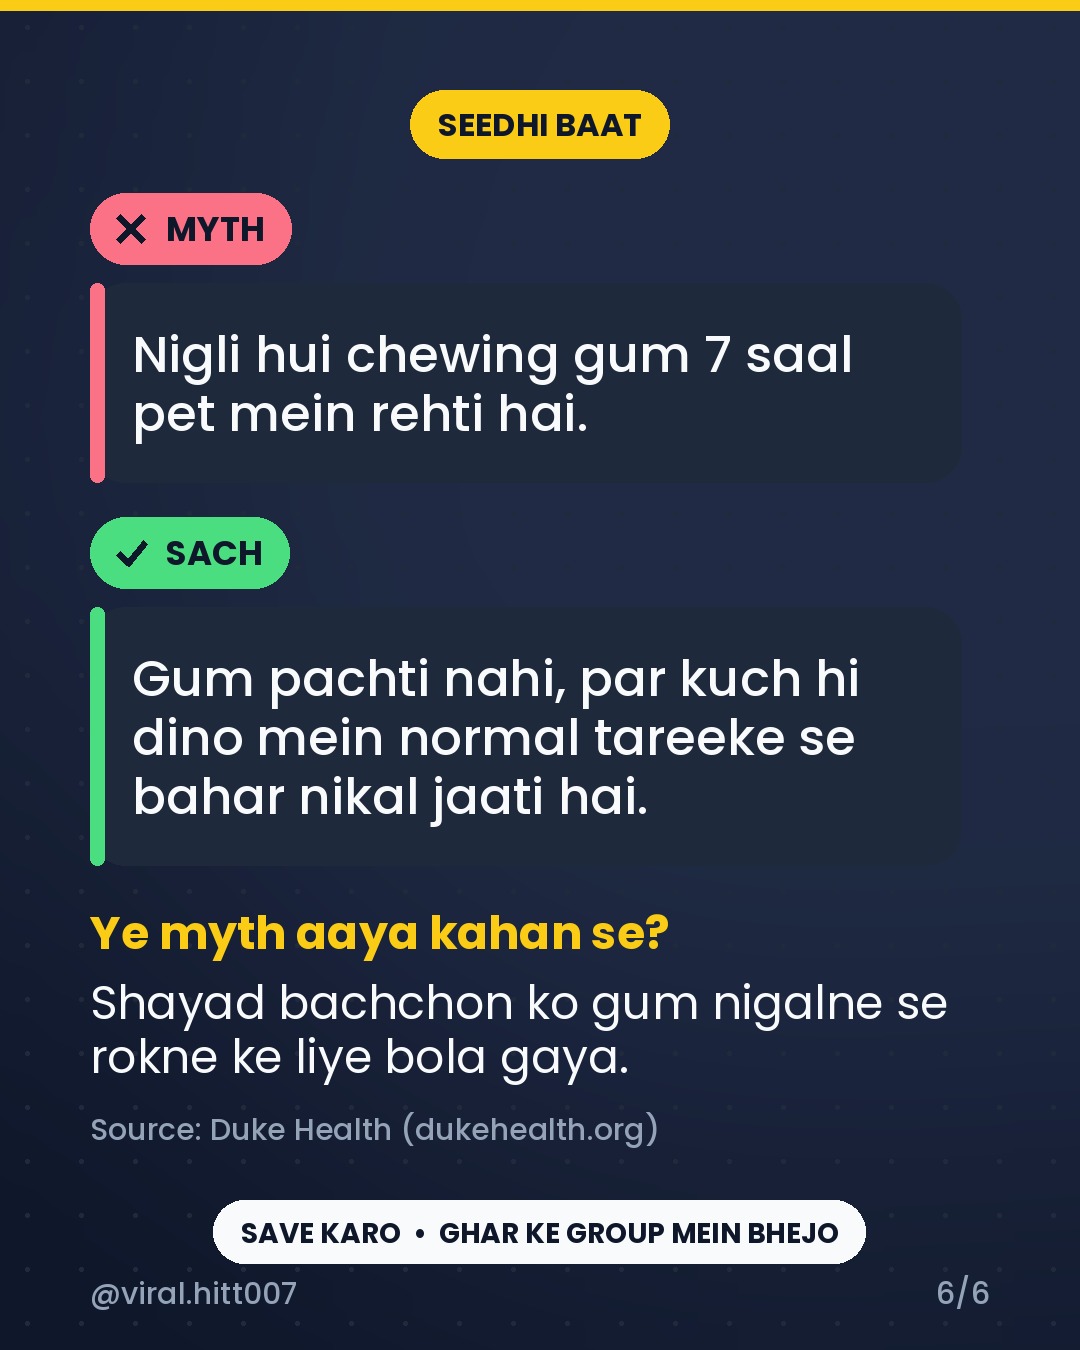 SEEDHI BAAT
MYTH
Nigli hui chewing gum 7 saal
pet mein rehti hai.
SACH
Gum pachti nahi, par kuch hi
dino mein normal tareeke se
bahar nikal jaati hai.
Ye myth aaya kahan se?
Shayad bachchon ko gum nigalne se
rokne ke liye bola gaya.
Source: Duke Health (dukehealth.org)
SAVE KARO • GHAR KE GROUP MEIN BHEJO
@viral.hitt007
6/6